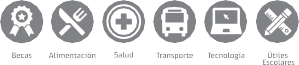 Becas
Alimentación
Salud
Transporte
Tecnología
Útiles
Escolares